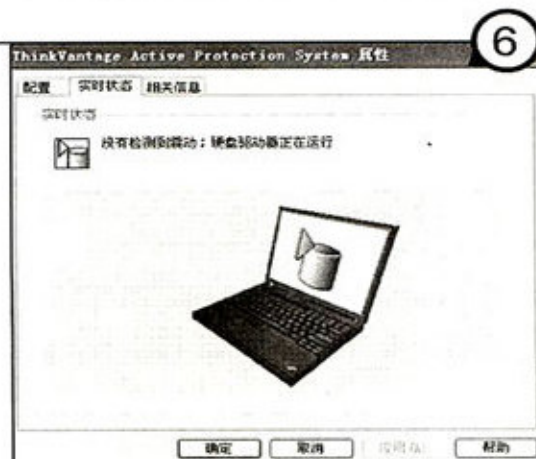 6
ThinkVantage Active Protection System 属性
配置 实时状态 相关信息
实时状态
没有检测到震动；硬盘驱动器正在运行
确定 取消 应用(A) 帮助